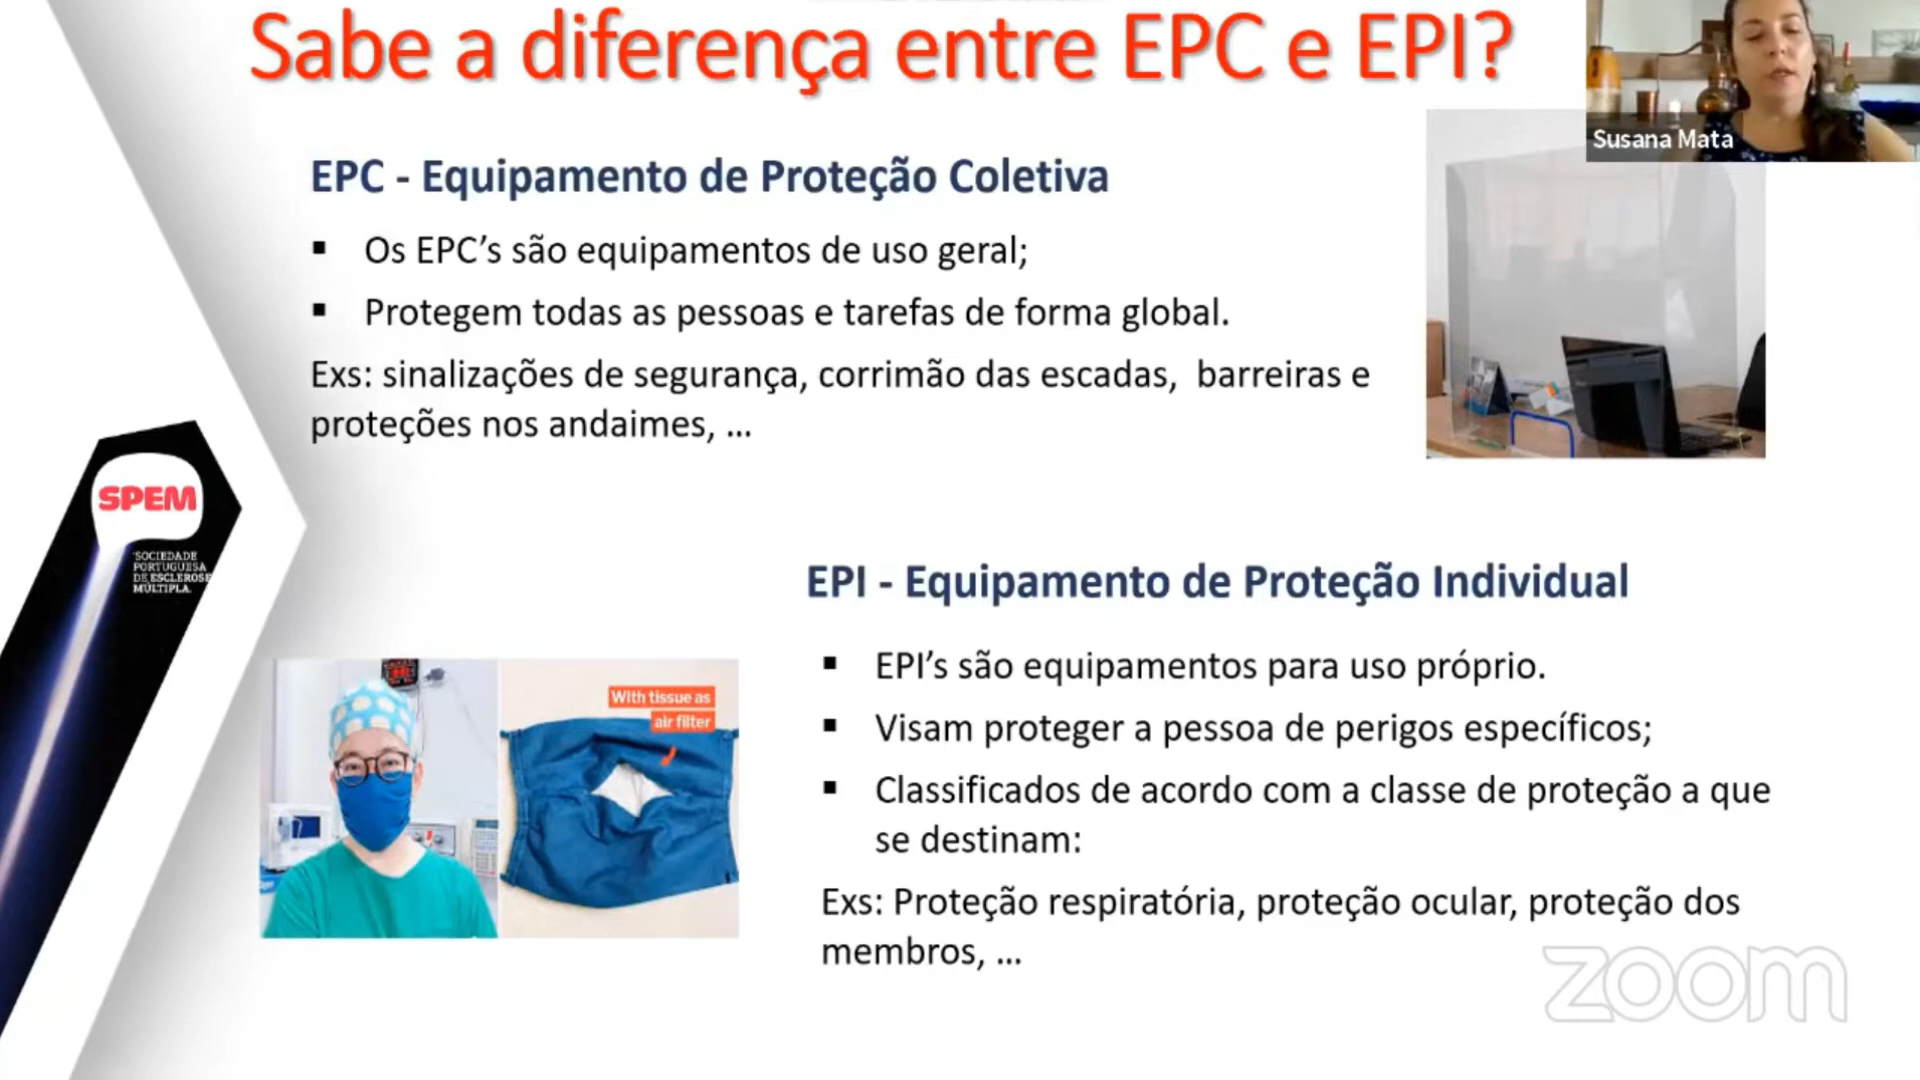 Sabe a diferença entre EPC e EPI?
Susana Mata
EPC - Equipamento de Proteção Coletiva
▪ Os EPC’s são equipamentos de uso geral;
▪ Protegem todas as pessoas e tarefas de forma global.
Exs: sinalizações de segurança, corrimão das escadas,  barreiras e
proteções nos andaimes, ...
SPEM
SOCIEDADE
PORTUGUESA
DE ESCLEROSE
MÚLTIPLA.
EPI - Equipamento de Proteção Individual
▪ EPI’s são equipamentos para uso próprio.
▪ Visam proteger a pessoa de perigos específicos;
▪ Classificados de acordo com a classe de proteção a que
se destinam:
Exs: Proteção respiratória, proteção ocular, proteção dos
membros, ...
With tissue as
air filter
zoom